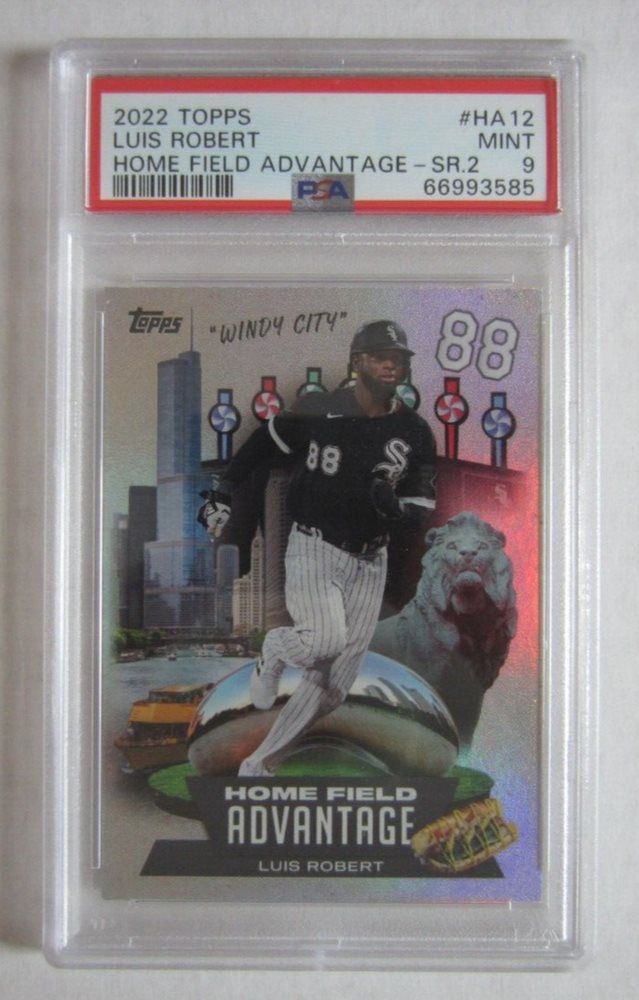 2022 TOPPS #HA12
LUIS ROBERT MINT
HOME FIELD ADVANTAGE - SR.2 9
PSA 66993585
Topps
"WINDY CITY"
88
88
Sox
HOME FIELD
ADVANTAGE
LUIS ROBERT